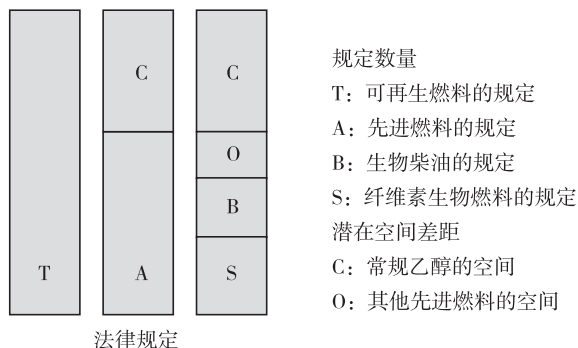 C
C
O
B
T
A
S
法律规定
规定数量
T：可再生燃料的规定
A：先进燃料的规定
B：生物柴油的规定
S：纤维素生物燃料的规定
潜在空间差距
C：常规乙醇的空间
O：其他先进燃料的空间